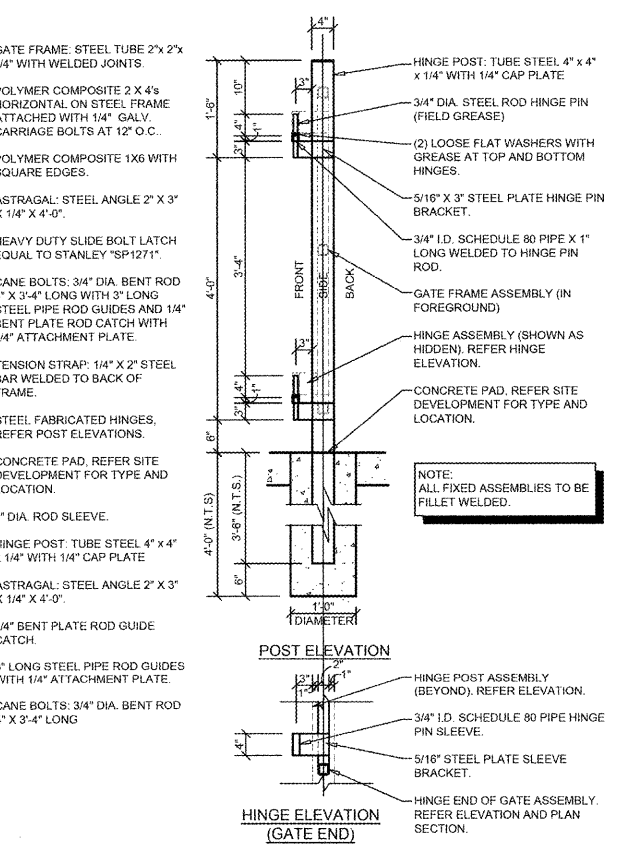 GATE FRAME: STEEL TUBE 2"x 2"x
1/4" WITH WELDED JOINTS.
POLYMER COMPOSITE 2 X 4's
HORIZONTAL ON STEEL FRAME
ATTACHED WITH 1/4" GALV.
CARRIAGE BOLTS AT 12" O.C..
POLYMER COMPOSITE 1X6 WITH
SQUARE EDGES.
ASTRAGAL: STEEL ANGLE 2" X 3"
X 1/4" X 4'-0".
HEAVY DUTY SLIDE BOLT LATCH
EQUAL TO STANLEY "SP1271".
CANE BOLTS: 3/4" DIA. BENT ROD
" X 3'-4" LONG WITH 3" LONG
STEEL PIPE ROD GUIDES AND 1/4"
BENT PLATE ROD CATCH WITH
1/4" ATTACHMENT PLATE.
TENSION STRAP: 1/4" X 2" STEEL
BAR WELDED TO BACK OF
FRAME.
STEEL FABRICATED HINGES,
REFER POST ELEVATIONS.
CONCRETE PAD, REFER SITE
DEVELOPMENT FOR TYPE AND
LOCATION.
" DIA. ROD SLEEVE.
HINGE POST: TUBE STEEL 4" x 4"
1/4" WITH 1/4" CAP PLATE
ASTRAGAL: STEEL ANGLE 2" X 3"
X 1/4" X 4'-0".
1/4" BENT PLATE ROD GUIDE
CATCH.
" LONG STEEL PIPE ROD GUIDES
WITH 1/4" ATTACHMENT PLATE.
CANE BOLTS: 3/4" DIA. BENT ROD
4" X 3'-4" LONG
4"
3"
10"
1'-6"
4"
1"
3"
4'-0"
3'-4"
FRONT
SIDE
BACK
3"
4"
1"
3"
6"
4'-0" (N.T.S)
3'-6" (N.T.S.)
6"
1'-0"
DIAMETER
POST ELEVATION
HINGE POST: TUBE STEEL 4" x 4"
x 1/4" WITH 1/4" CAP PLATE
3/4" DIA. STEEL ROD HINGE PIN
(FIELD GREASE)
(2) LOOSE FLAT WASHERS WITH
GREASE AT TOP AND BOTTOM
HINGES.
5/16" X 3" STEEL PLATE HINGE PIN
BRACKET.
3/4" I.D. SCHEDULE 80 PIPE X 1"
LONG WELDED TO HINGE PIN
ROD.
GATE FRAME ASSEMBLY (IN
FOREGROUND)
HINGE ASSEMBLY (SHOWN AS
HIDDEN). REFER HINGE
ELEVATION.
CONCRETE PAD, REFER SITE
DEVELOPMENT FOR TYPE AND
LOCATION.
NOTE:
ALL FIXED ASSEMBLIES TO BE
FILLET WELDED.
2"
3"
1"
1"
4"
HINGE POST ASSEMBLY
(BEYOND). REFER ELEVATION.
3/4" I.D. SCHEDULE 80 PIPE HINGE
PIN SLEEVE.
5/16" STEEL PLATE SLEEVE
BRACKET.
HINGE END OF GATE ASSEMBLY.
REFER ELEVATION AND PLAN
SECTION.
HINGE ELEVATION
(GATE END)